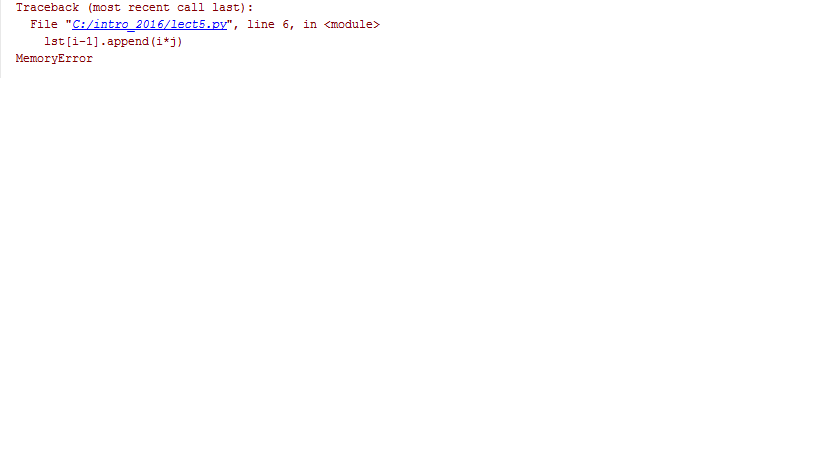 Traceback (most recent call last):
File "C:/intro_2016/lect5.py", line 6, in <module>
lst[i-1].append(i*j)
MemoryError